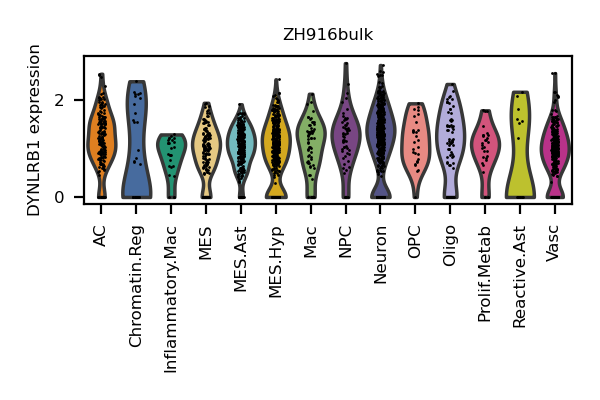 ZH916bulk
DYNLRB1 expression
2
0
AC
Chromatin.Reg
Inflammatory.Mac
MES
MES.Ast
MES.Hyp
Mac
NPC
Neuron
OPC
Oligo
Prolif.Metab
Reactive.Ast
Vasc